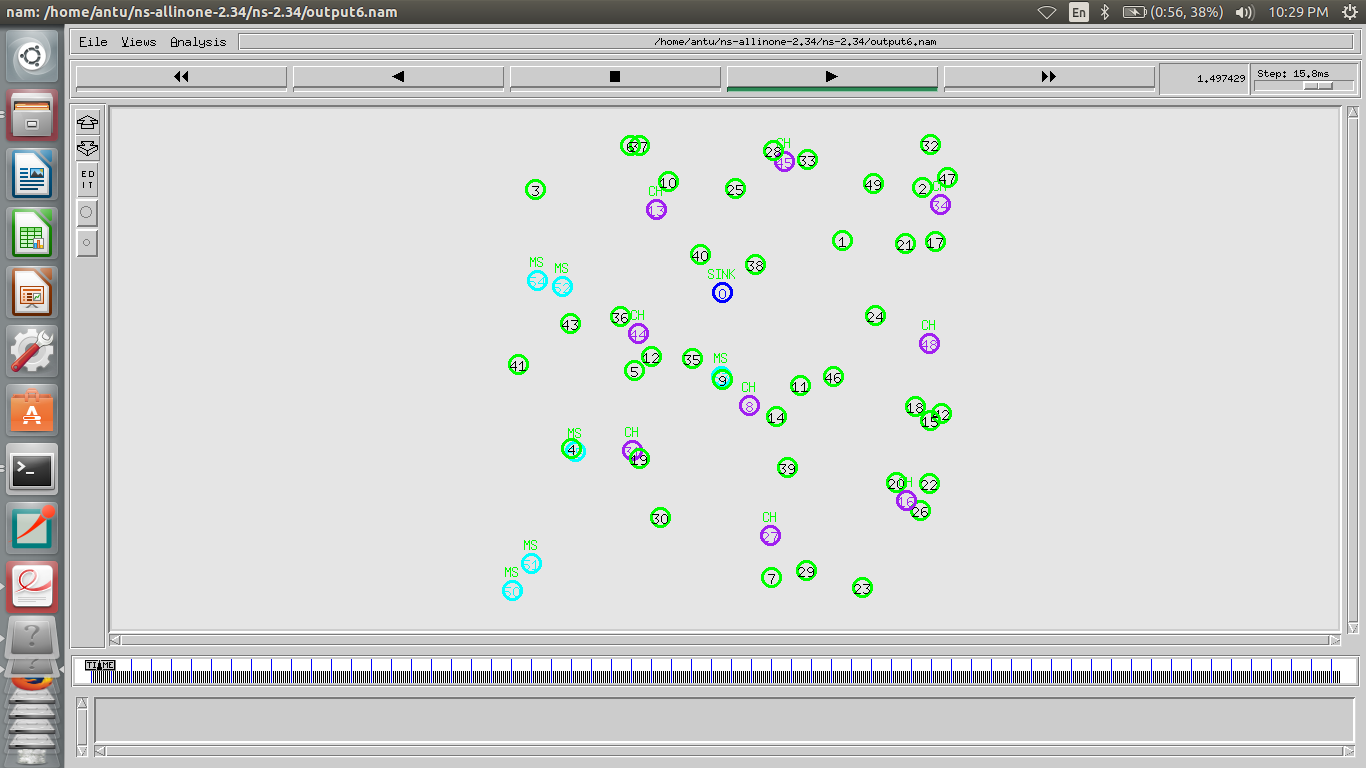 nam: /home/antu/ns-allinone-2.34/ns-2.34/output6.nam
En (0:56, 38%) 10:29 PM
File Views Analysis /home/antu/ns-allinone-2.34/ns-2.34/output6.nam
1.497429 Step: 15.8ms
ED
IT
6 37 28 CH 45 33 32
3 CH 10 13 25 49 2 47 CH 34
40 38 1 21 17
MS 54 MS 52 SINK 0
43 36 CH 44 24 CH 48
41 5 12 35 MS 9 11 46
CH 8 14 18 15 42
MS 4 CH 19 39
20 22 16 26
30 CH 27
MS 51 7 29 23
MS 50
TIME